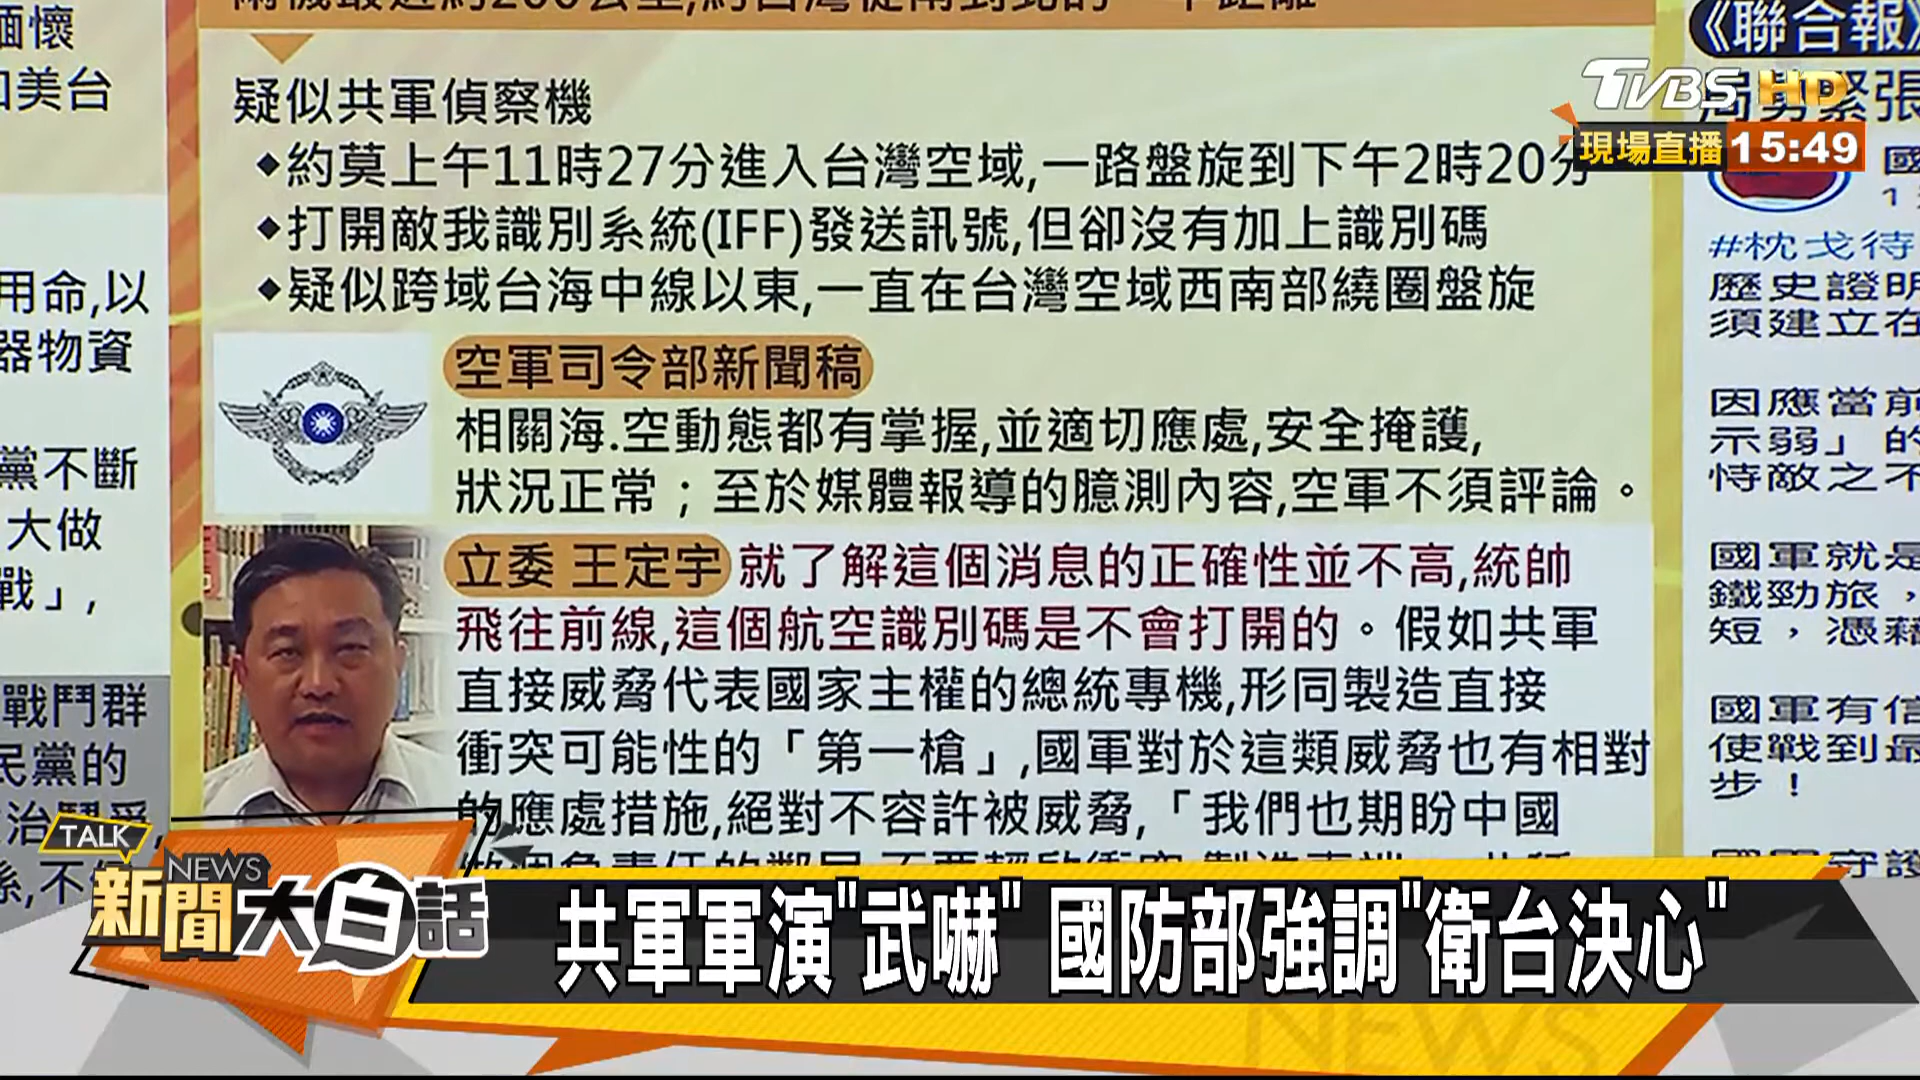 緬懷
美台
用命,以
器物資
黨不斷
大做
戰」,
戰鬥群
民黨的
疑似共軍偵察機
◆約莫上午11時27分進入台灣空域,一路盤旋到下午2時20分
◆打開敵我識別系統(IFF)發送訊號,但卻沒有加上識別碼
◆疑似跨域台海中線以東,一直在台灣空域西南部繞圈盤旋
空軍司令部新聞稿
相關海.空動態都有掌握,並適切應處,安全掩護,
狀況正常；至於媒體報導的臆測內容,空軍不須評論。
立委 王定宇 就了解這個消息的正確性並不高,統帥
飛往前線,這個航空識別碼是不會打開的。假如共軍
直接威脅代表國家主權的總統專機,形同製造直接
衝突可能性的「第一槍」,國軍對於這類威脅也有相對
的應處措施,絕對不容許被威脅,「我們也期盼中國
《聯合報》
TVBS HD
局勢緊張
現場直播 15:49
國
#枕戈待
歷史證明
須建立在
因應當前
示弱」的
恃敵之不
國軍就是
鐵勁旅，
短，憑藉
國軍有信
使戰到最
步！
國軍守護
TALK
NEWS
新聞大白話
共軍軍演"武嚇" 國防部強調"衛台決心"
NEWS